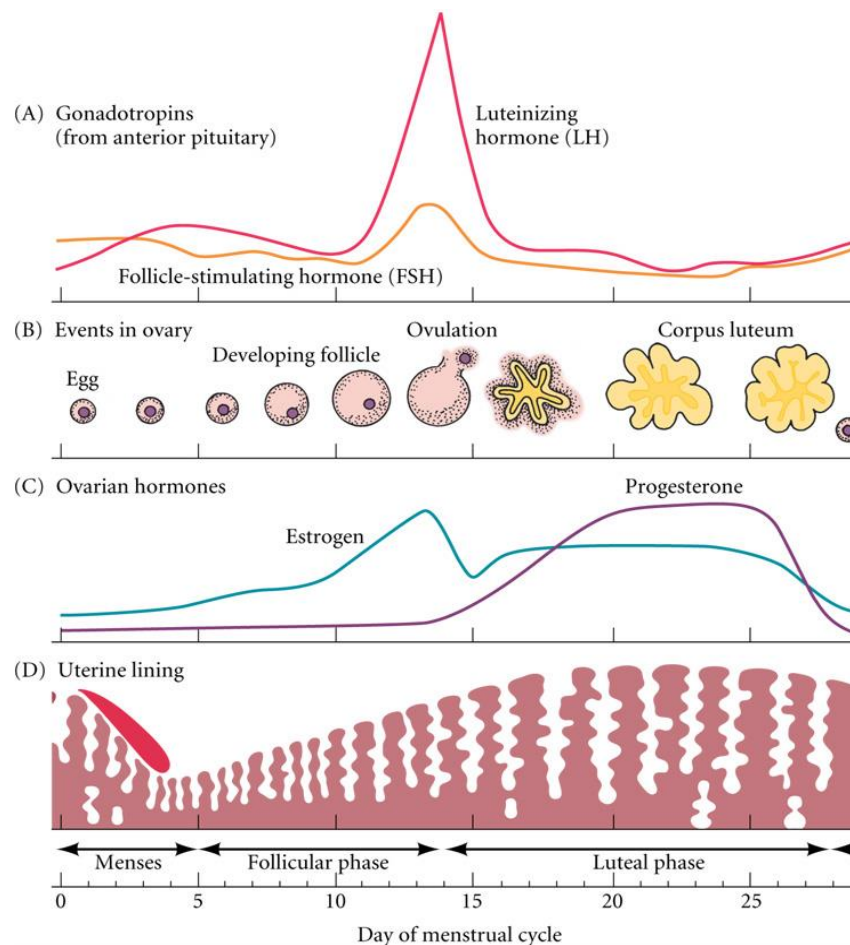 (A) Gonadotropins
(from anterior pituitary)
Luteinizing
hormone (LH)
Follicle-stimulating hormone (FSH)
(B) Events in ovary
Ovulation
Corpus luteum
Developing follicle
Egg
(C) Ovarian hormones
Progesterone
Estrogen
(D) Uterine lining
Menses
Follicular phase
Luteal phase
0 5 10 15 20 25
Day of menstrual cycle